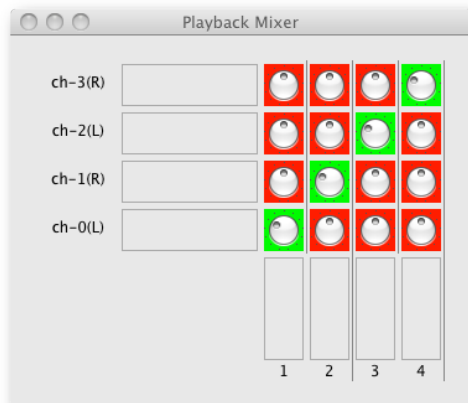 Playback Mixer
ch-3(R)
ch-2(L)
ch-1(R)
ch-0(L)
1 2 3 4